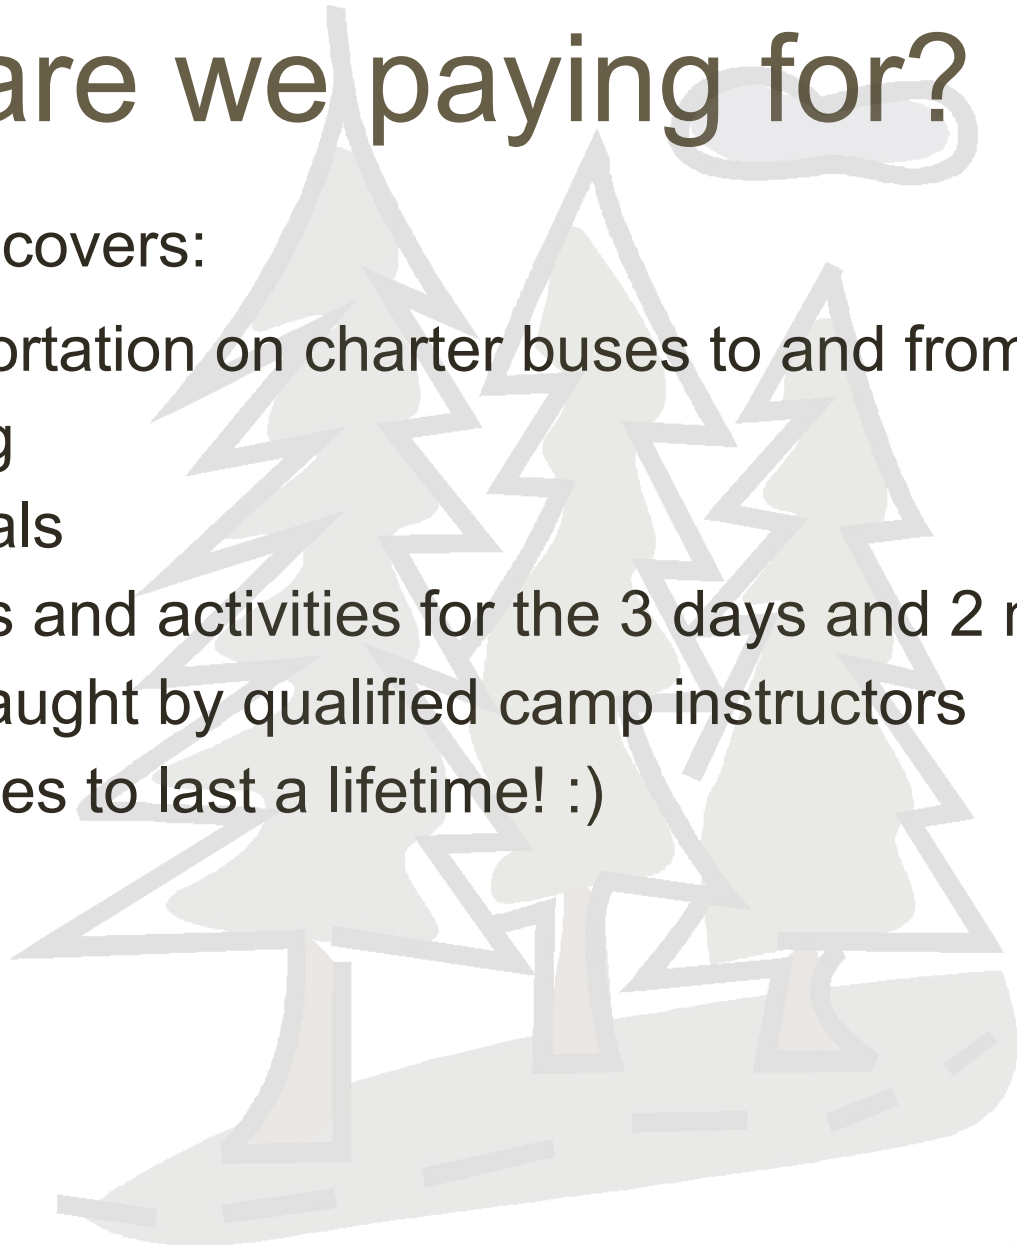 are we paying for?
covers:
ortation on charter buses to and from
g
als
s and activities for the 3 days and 2 n
aught by qualified camp instructors
es to last a lifetime! :)